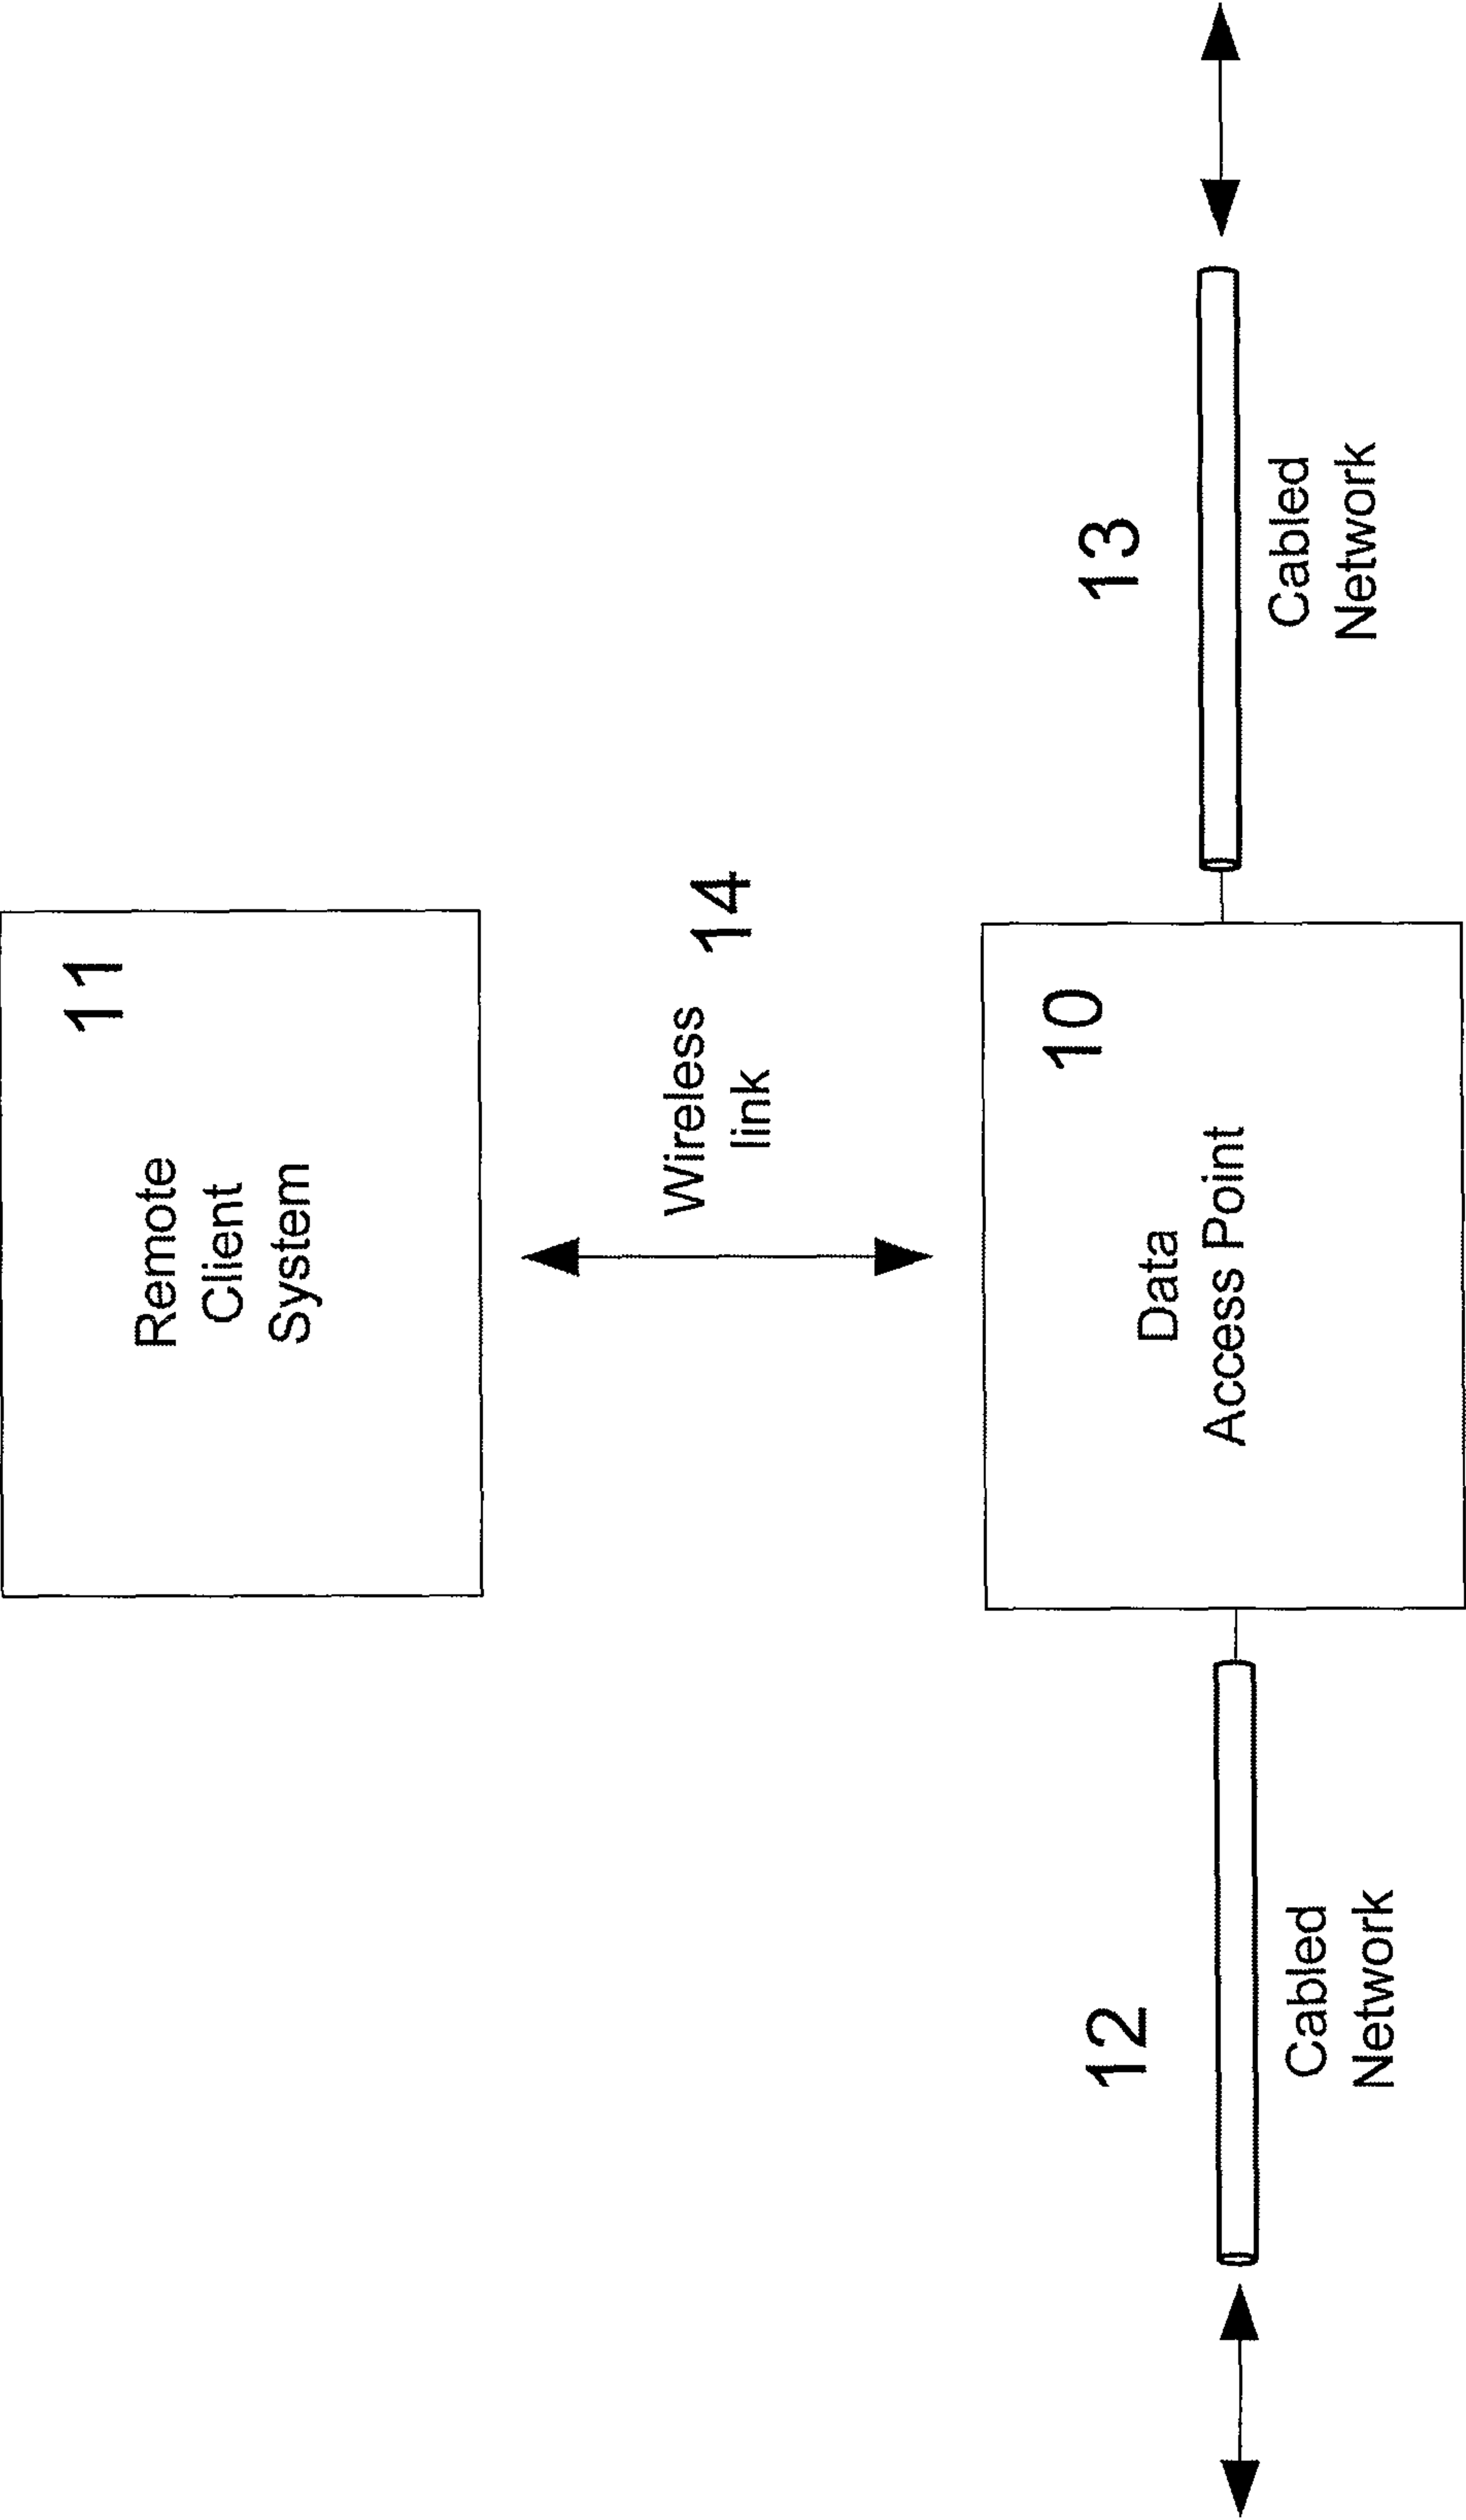 11
Remote
Client
System
Wireless
link
14
10
Data
Access Point
12
Cabled
Network
13
Cabled
Network